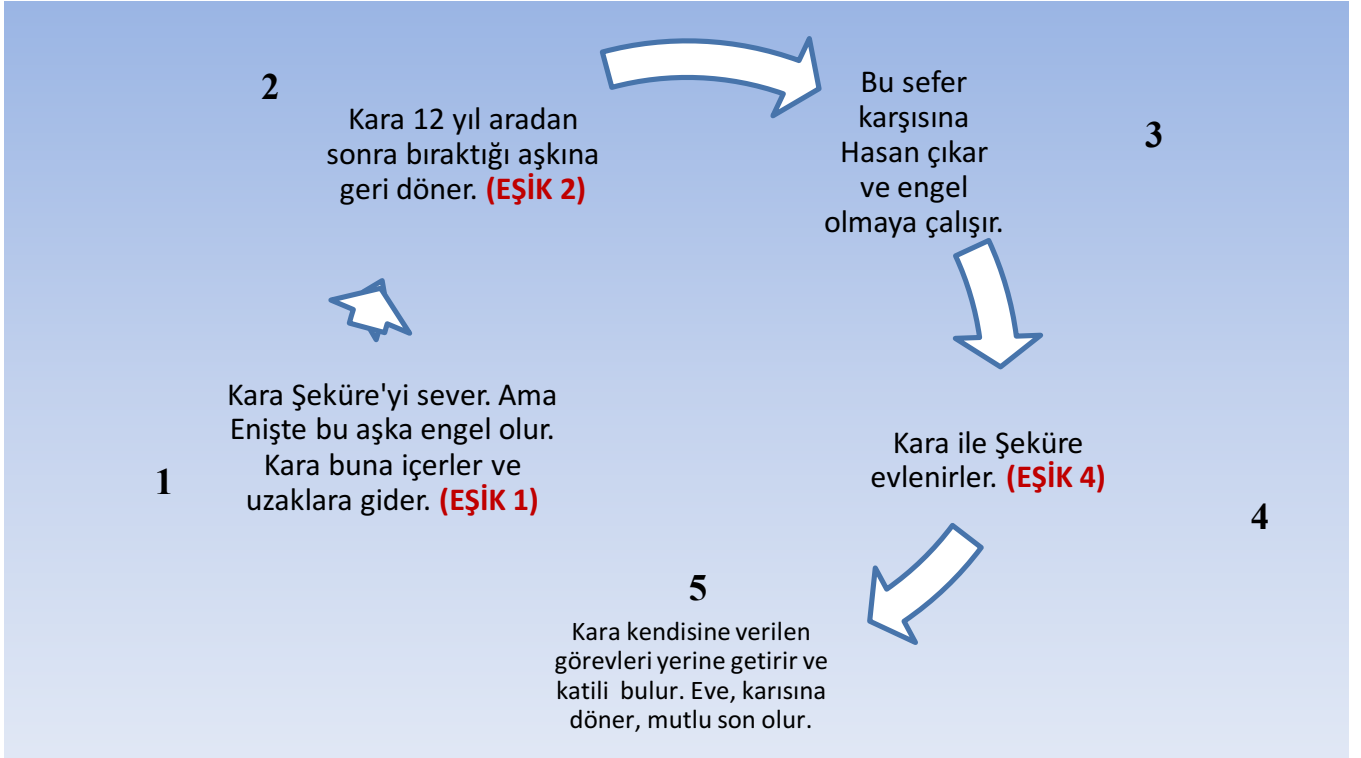 1
Kara Şeküre'yi sever. Ama
Enişte bu aşka engel olur.
Kara buna içerler ve
uzaklara gider. (EŞİK 1)
2
Kara 12 yıl aradan
sonra bıraktığı aşkına
geri döner. (EŞİK 2)
3
Bu sefer
karşısına
Hasan çıkar
ve engel
olmaya çalışır.
4
Kara ile Şeküre
evlenirler. (EŞİK 4)
5
Kara kendisine verilen
görevleri yerine getirir ve
katili bulur. Eve, karısına
döner, mutlu son olur.